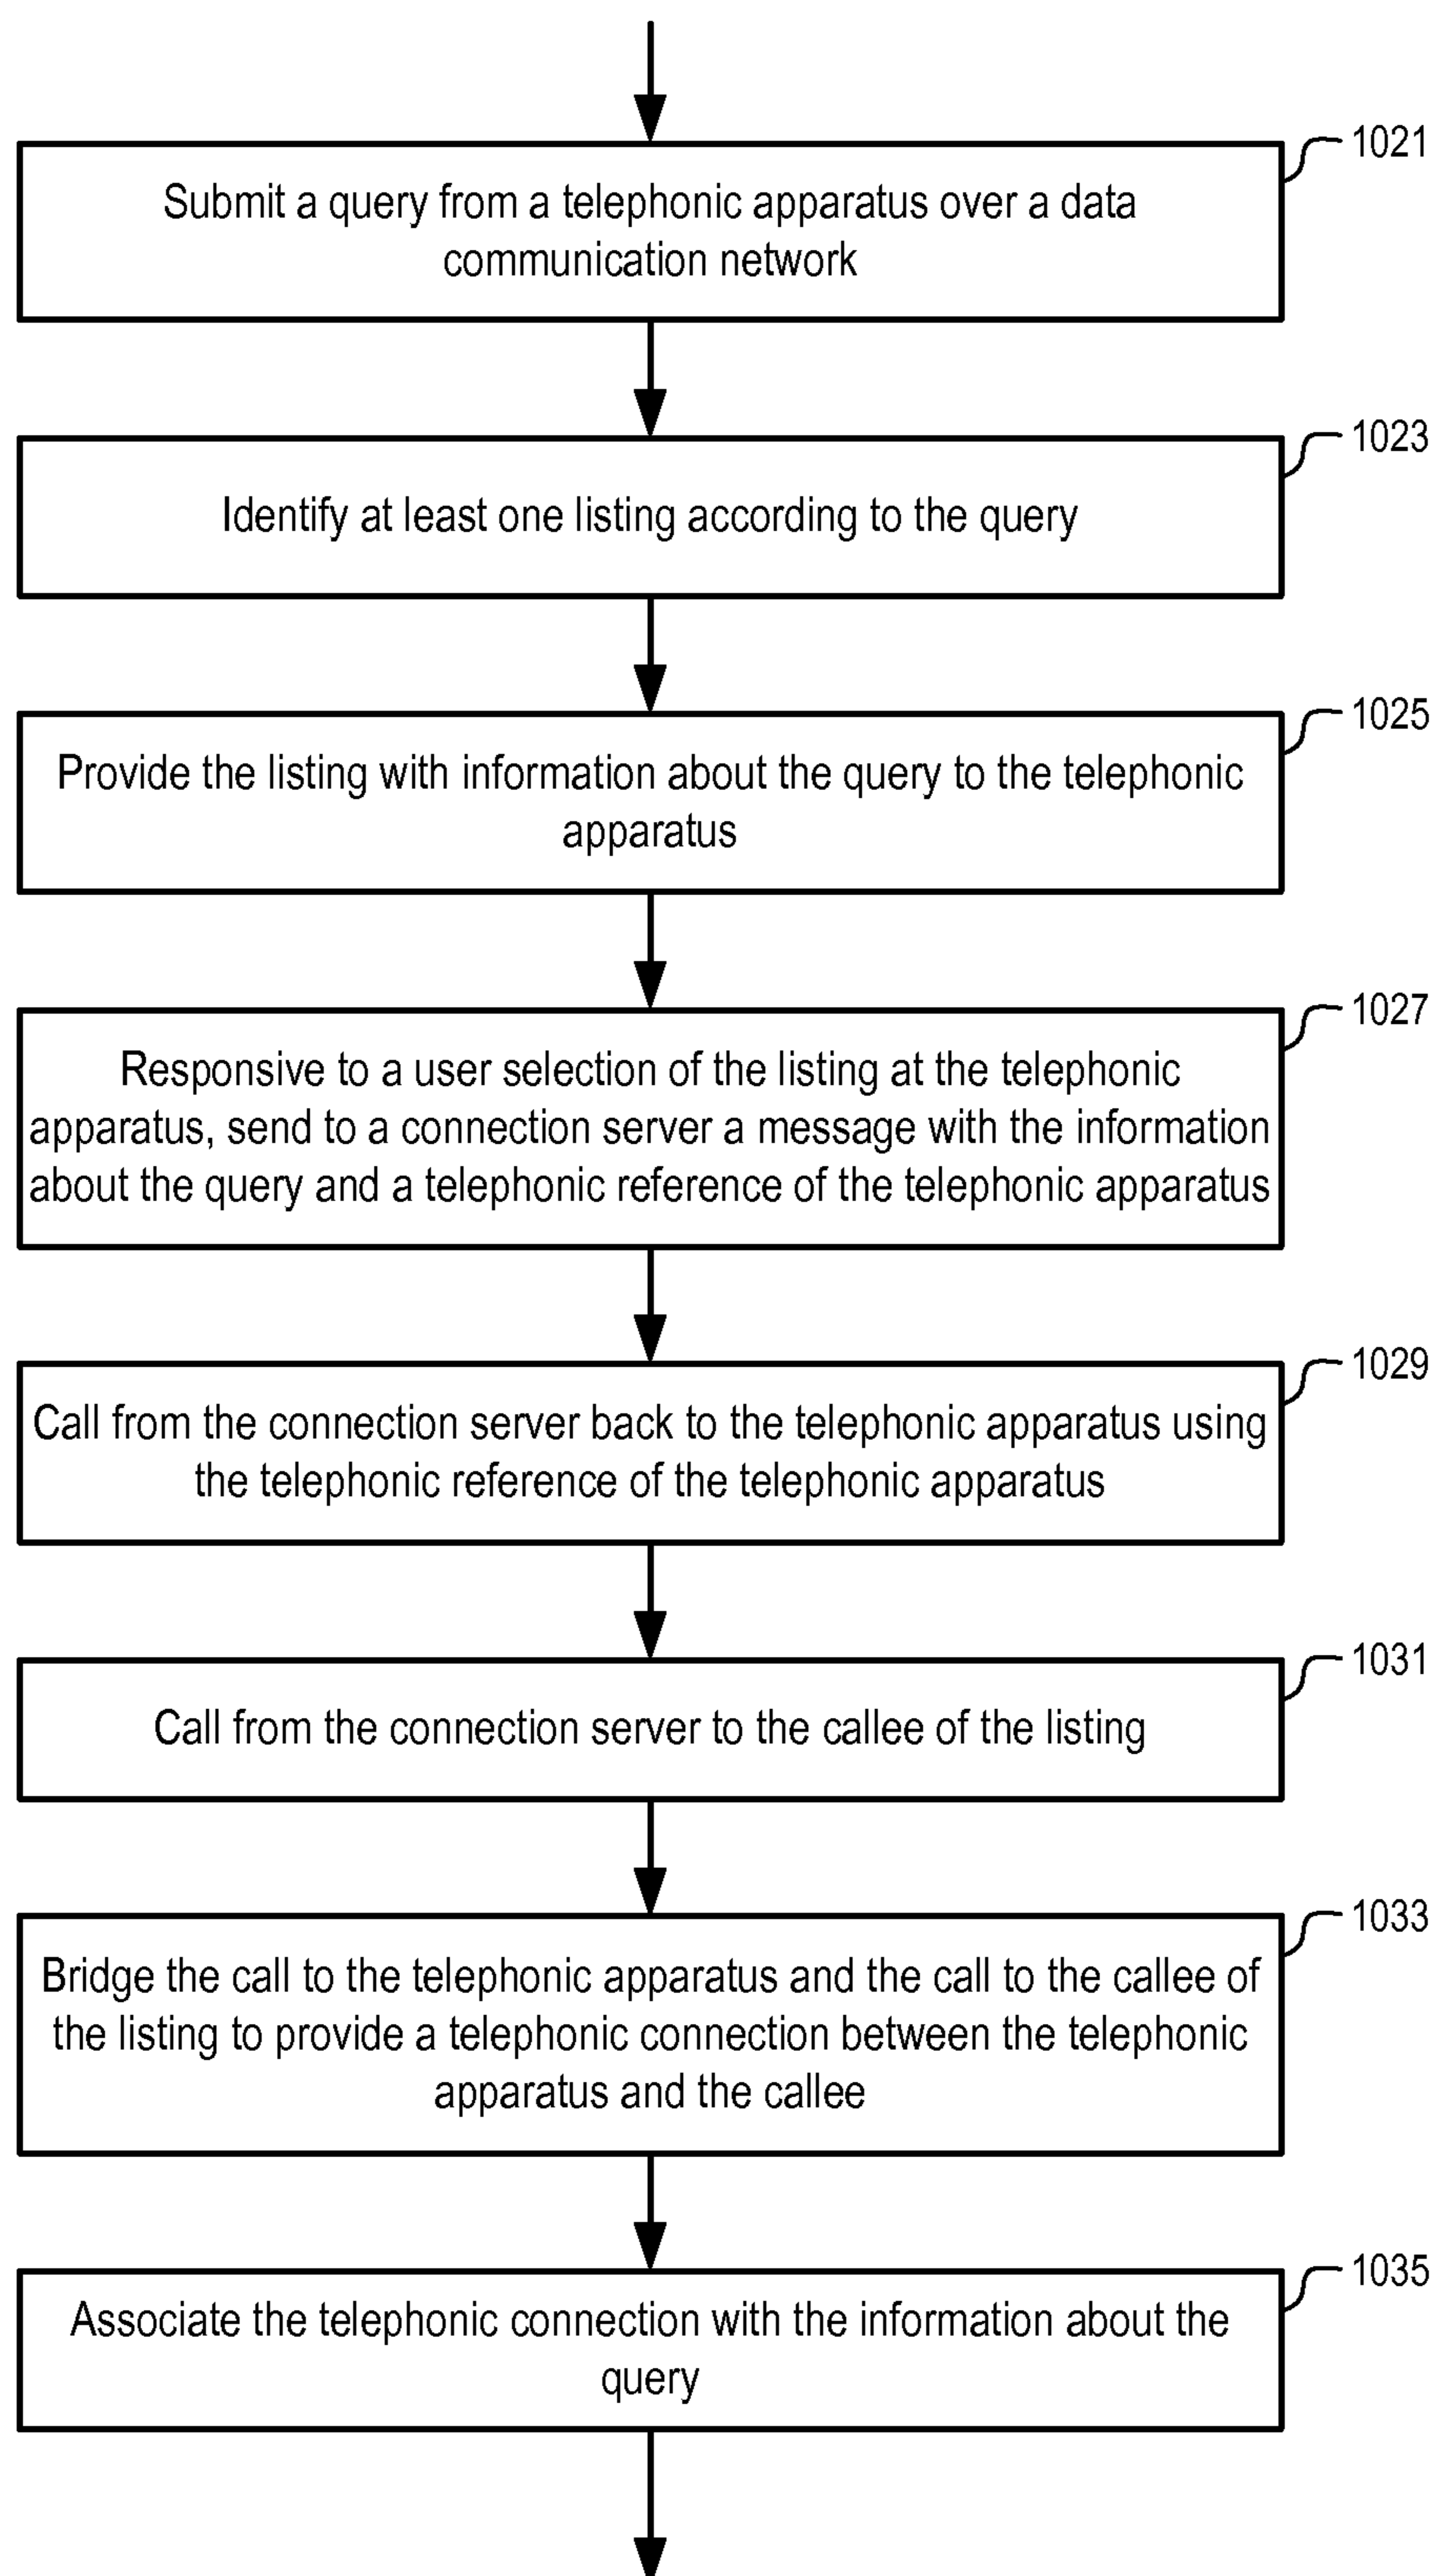 1021
Submit a query from a telephonic apparatus over a data
communication network
1023
Identify at least one listing according to the query
1025
Provide the listing with information about the query to the telephonic
apparatus
1027
Responsive to a user selection of the listing at the telephonic
apparatus, send to a connection server a message with the information
about the query and a telephonic reference of the telephonic apparatus
1029
Call from the connection server back to the telephonic apparatus using
the telephonic reference of the telephonic apparatus
1031
Call from the connection server to the callee of the listing
1033
Bridge the call to the telephonic apparatus and the call to the callee of
the listing to provide a telephonic connection between the telephonic
apparatus and the callee
1035
Associate the telephonic connection with the information about the
query